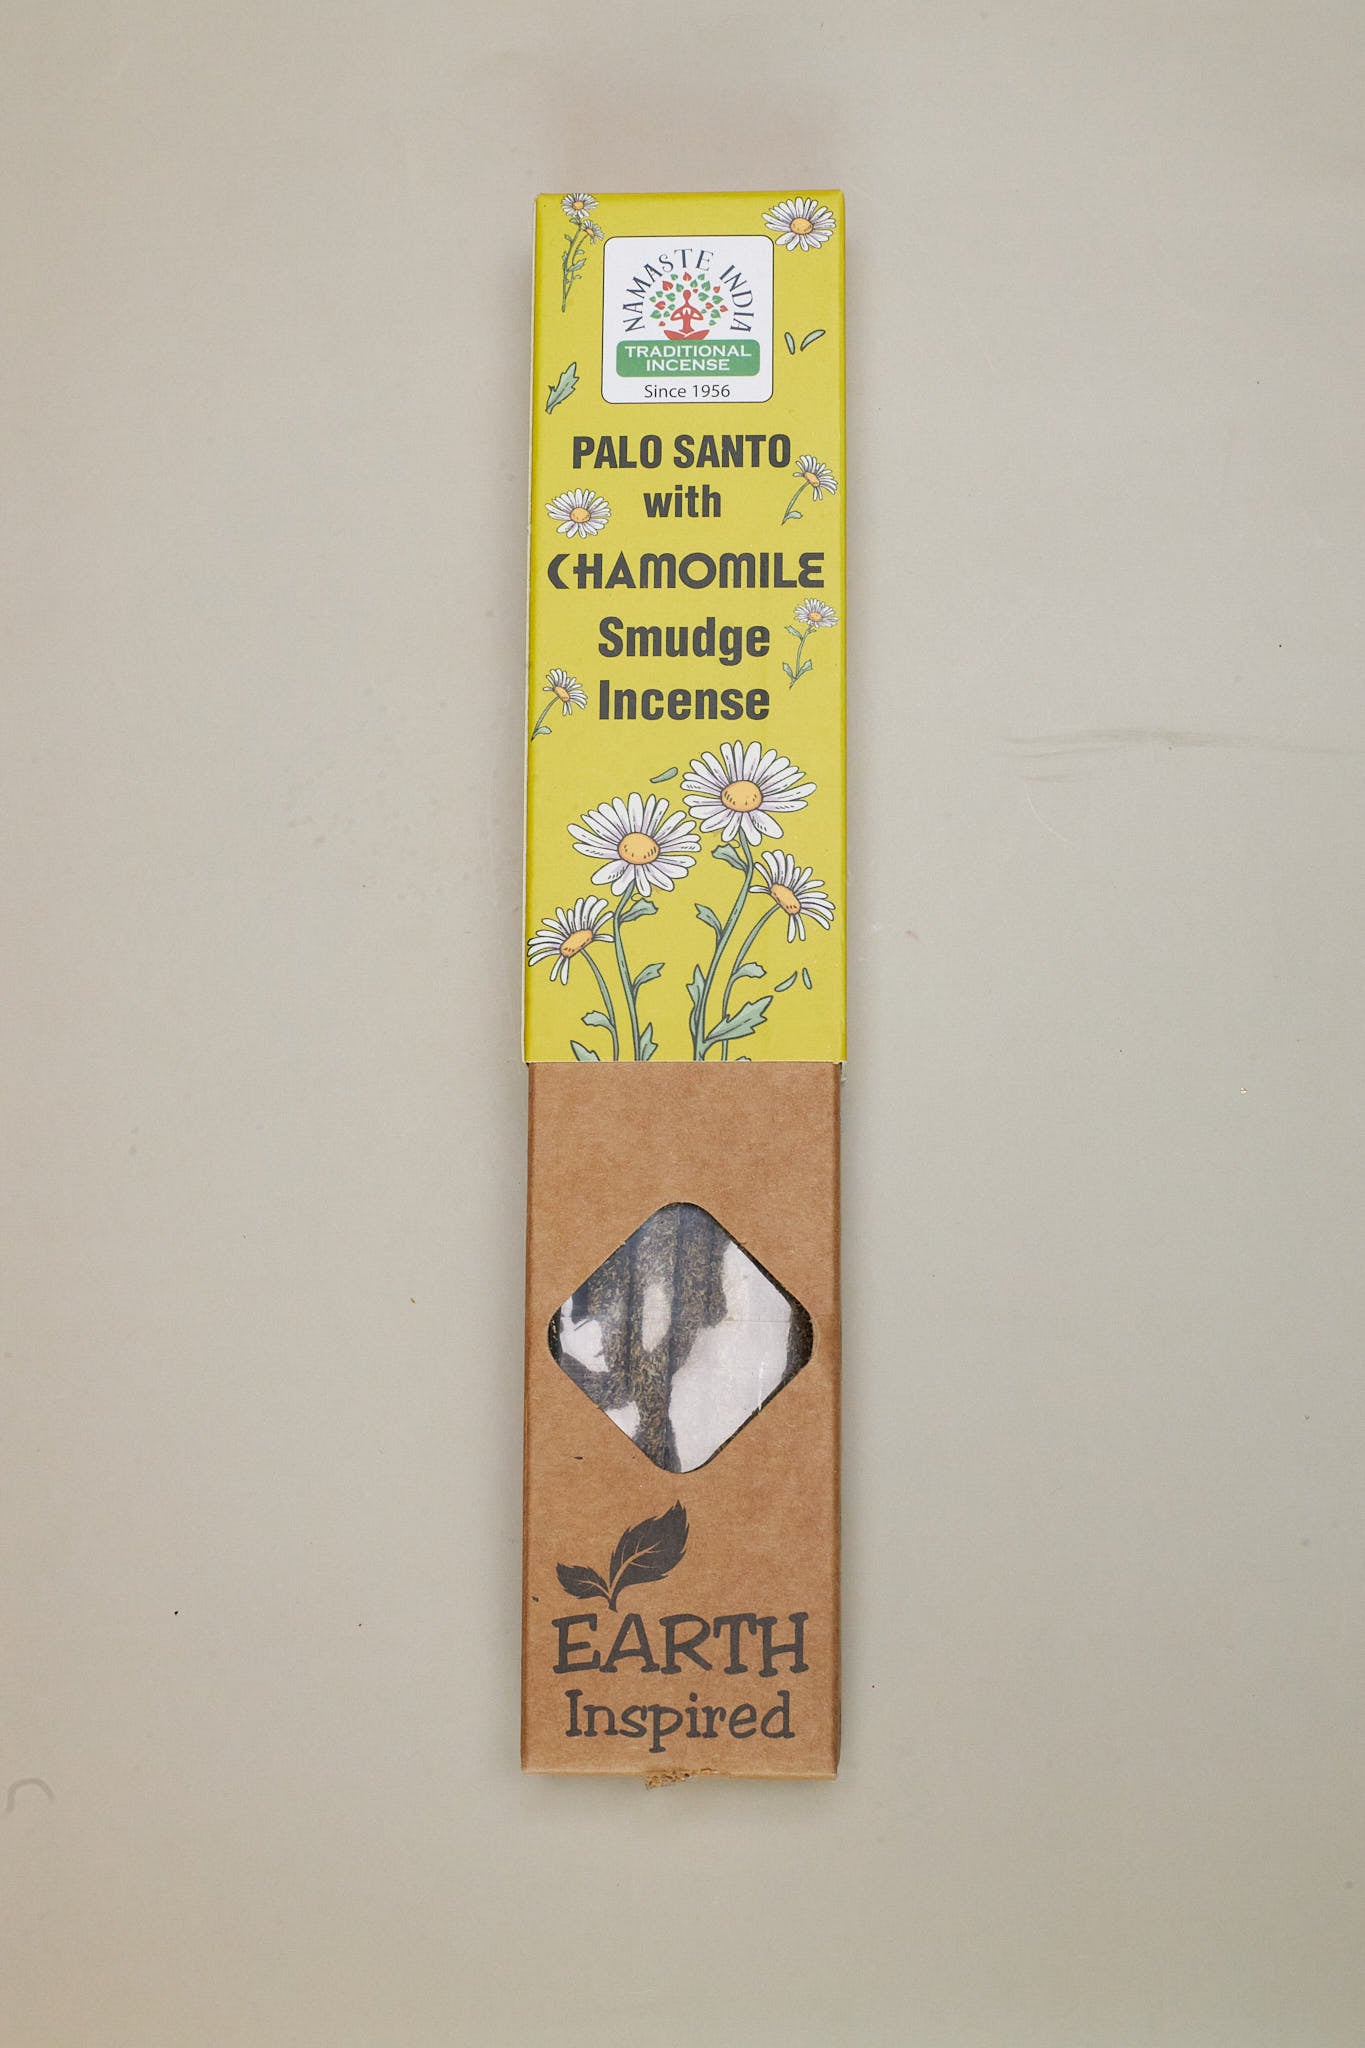 NAMASTE INDIA
TRADITIONAL
INCENSE
Since 1956
PALO SANTO
with
CHAMOMILE
Smudge
Incense
EARTH
Inspired